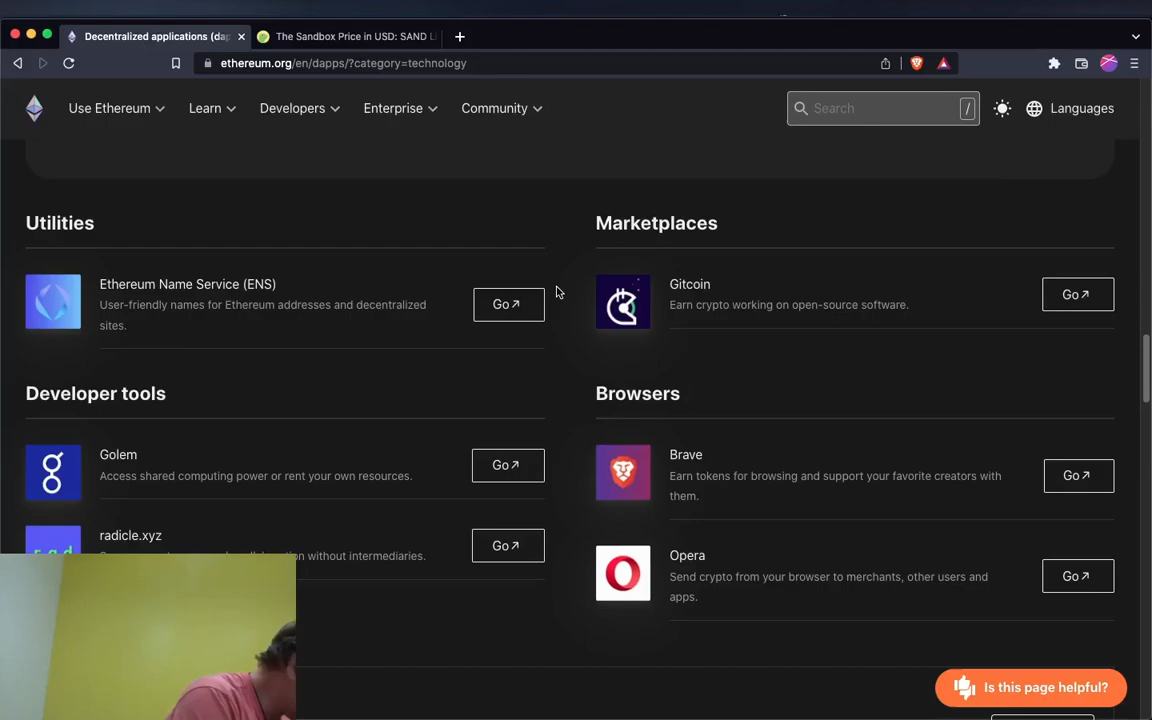 Decentralized applications (da
The Sandbox Price in USD: SAND L
ethereum.org/en/dapps/?category=technology
Use Ethereum
Learn
Developers
Enterprise
Community
Search
/
Languages
Utilities
Ethereum Name Service (ENS)
User-friendly names for Ethereum addresses and decentralized
sites.
Go↗
Marketplaces
Gitcoin
Earn crypto working on open-source software.
Go↗
Developer tools
Golem
Access shared computing power or rent your own resources.
Go↗
radicle.xyz
without intermediaries.
Go↗
Browsers
Brave
Earn tokens for browsing and support your favorite creators with
them.
Go↗
Opera
Send crypto from your browser to merchants, other users and
apps.
Go↗
Is this page helpful?